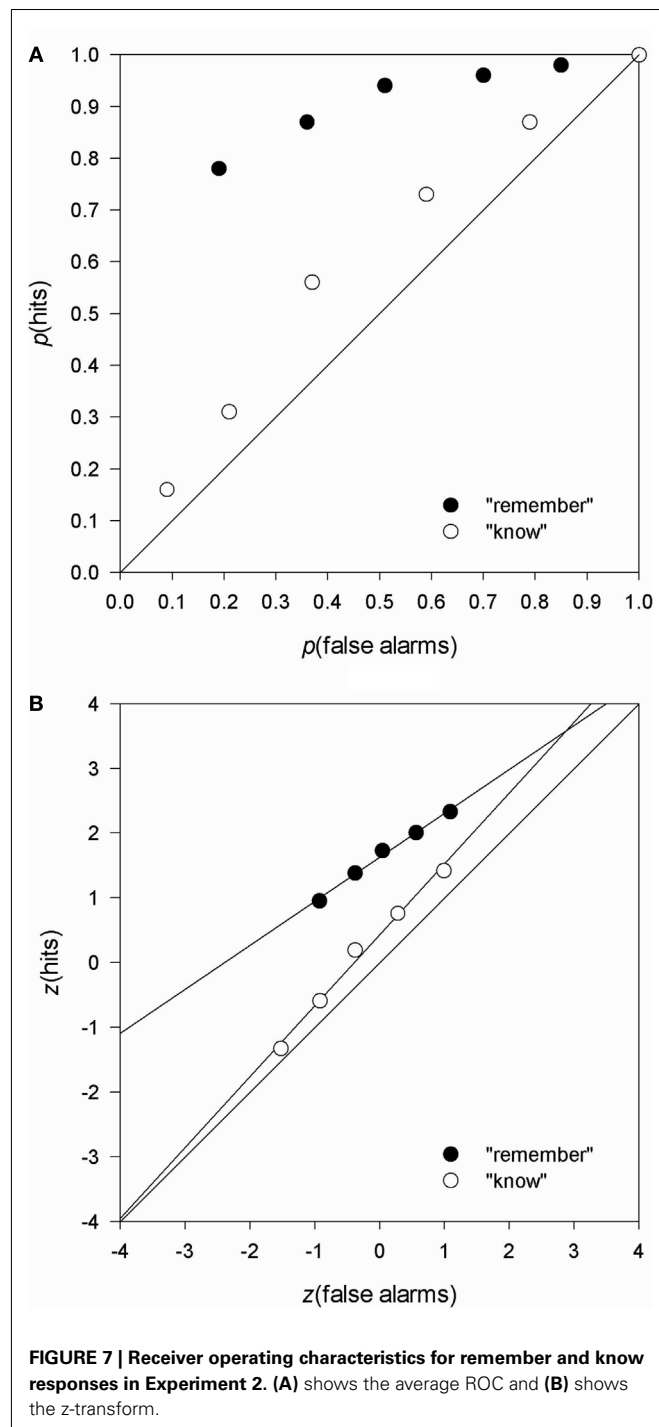 A
1.0
0.9
0.8
0.7
0.6
0.5
0.4
0.3
0.2
0.1
0.0
p(hits)
"remember"
"know"
0.0 0.1 0.2 0.3 0.4 0.5 0.6 0.7 0.8 0.9 1.0
p(false alarms)
B
4
3
2
1
0
-1
-2
-3
-4
z(hits)
"remember"
"know"
-4 -3 -2 -1 0 1 2 3 4
z(false alarms)
FIGURE 7 | Receiver operating characteristics for remember and know
responses in Experiment 2. (A) shows the average ROC and (B) shows
the z-transform.